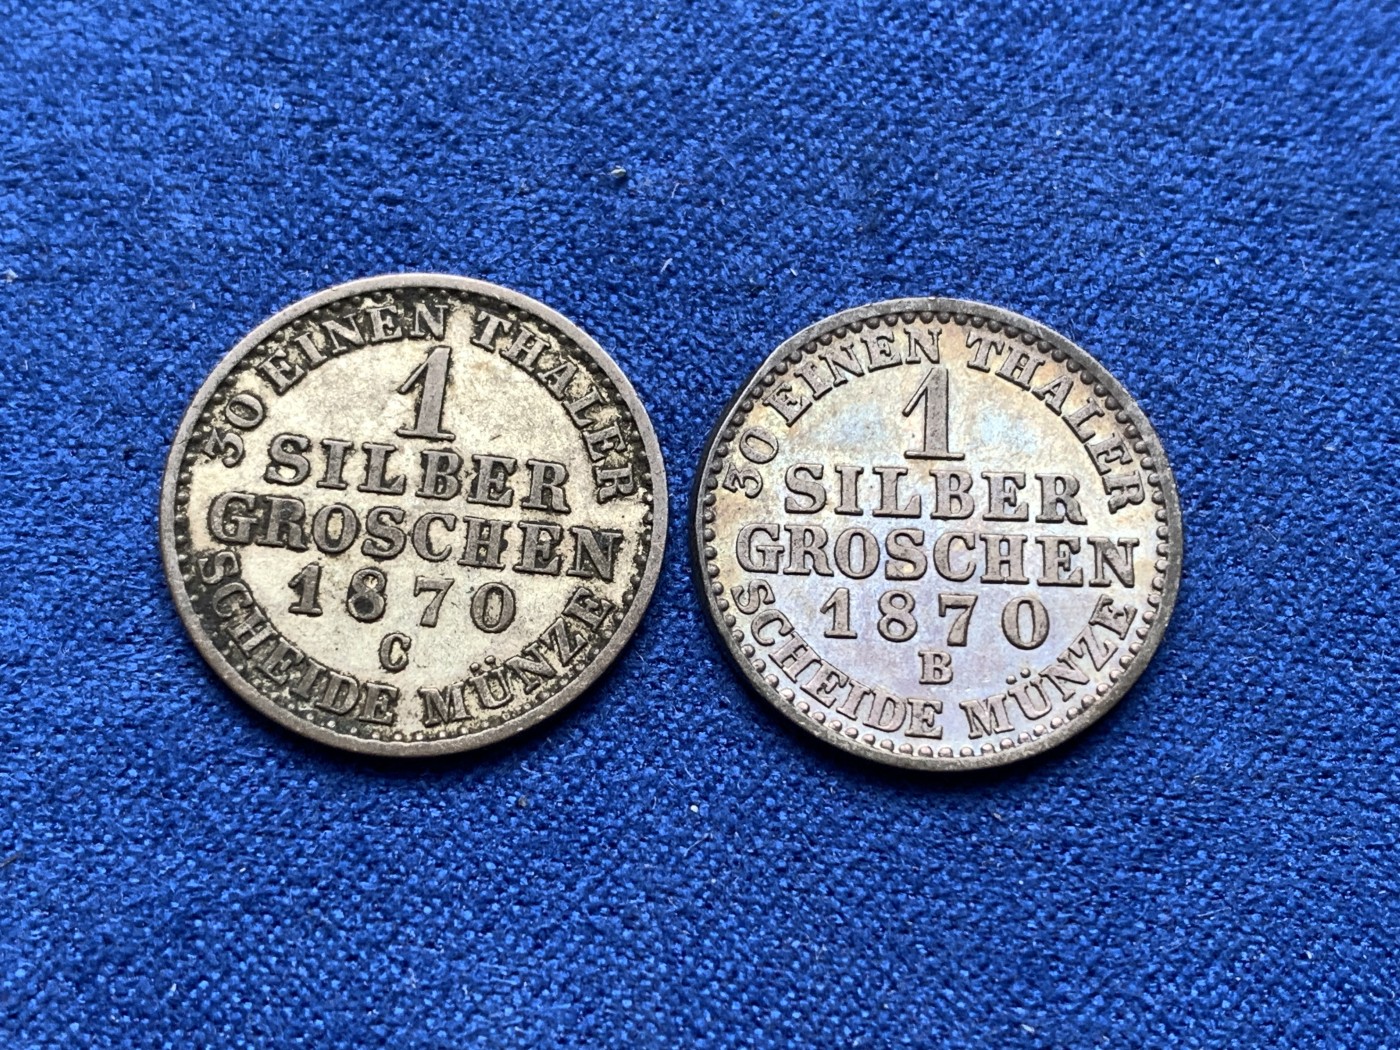 30 EINEN THALER
1
SILBER
GROSCHEN
1870
C
SCHEIDE MÜNZE
30 EINEN THALER
1
SILBER
GROSCHEN
1870
B
SCHEIDE MÜNZE